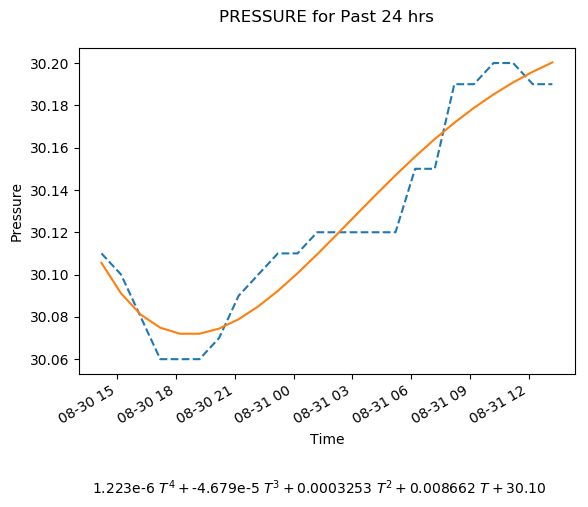 PRESSURE for Past 24 hrs
30.20
30.18
30.16
30.14
30.12
30.10
30.08
30.06
Pressure
08-30 15 08-30 18 08-30 21 08-31 00 08-31 03 08-31 06 08-31 09 08-31 12
Time
1.223e-6 T⁴ + -4.679e-5 T³ + 0.0003253 T² + 0.008662 T + 30.10